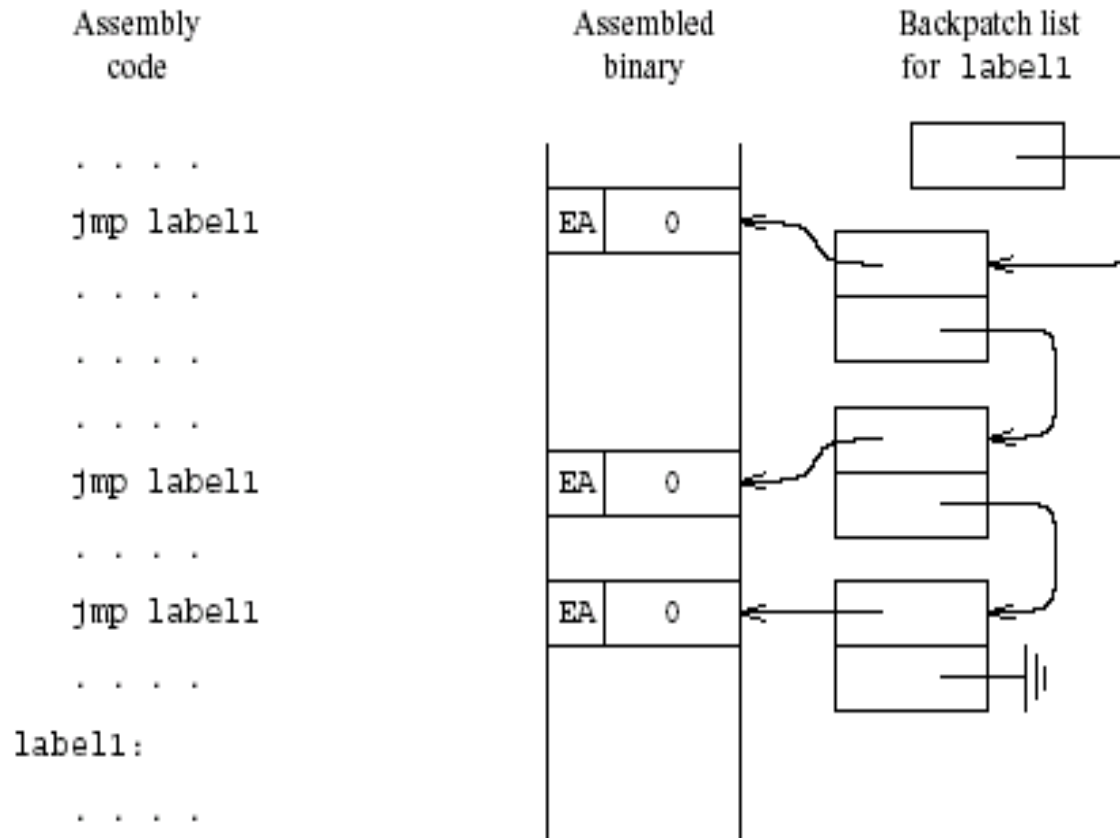 Assembly
code
Assembled
binary
Backpatch list
for label1
. . . .
jmp label1
EA 0
. . . .
. . . .
. . . .
jmp label1
EA 0
. . . .
jmp label1
EA 0
. . . .
label1:
. . . .